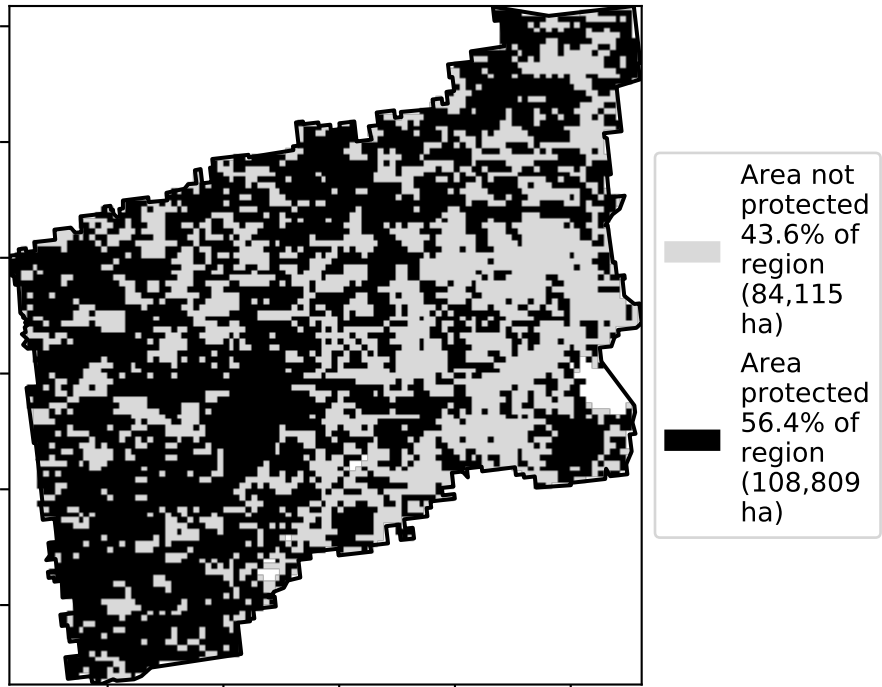 Area not
protected
43.6% of
region
(84,115
ha)
Area
protected
56.4% of
region
(108,809
ha)